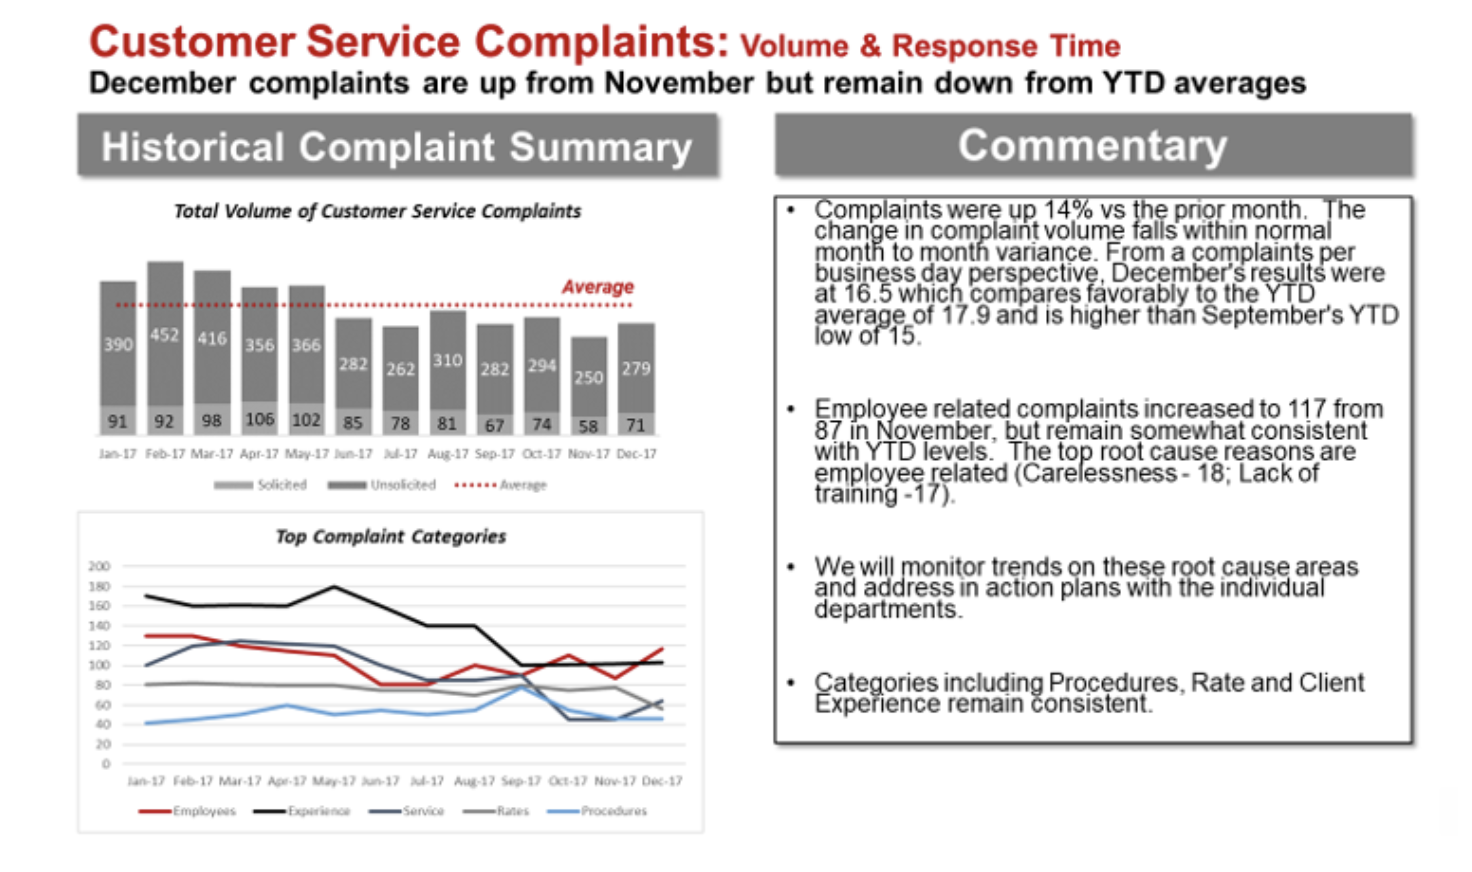 Customer Service Complaints: Volume & Response Time
December complaints are up from November but remain down from YTD averages
Historical Complaint Summary
Total Volume of Customer Service Complaints
Average
390 452 416 356 366 282 262 310 282 294 250 279
91 92 98 106 102 85 78 81 67 74 58 71
Jan-17 Feb-17 Mar-17 Apr-17 May-17 Jun-17 Jul-17 Aug-17 Sep-17 Oct-17 Nov-17 Dec-17
Solicited Unsolicited Average
Top Complaint Categories
200
180
160
140
120
100
80
60
40
20
0
Jan-17 Feb-17 Mar-17 Apr-17 May-17 Jun-17 Jul-17 Aug-17 Sep-17 Oct-17 Nov-17 Dec-17
Employees Experience Service Rates Procedures
Commentary
• Complaints were up 14% vs the prior month. The
change in complaint volume falls within normal
month to month variance. From a complaints per
business day perspective, December's results were
at 16.5 which compares favorably to the YTD
average of 17.9 and is higher than September's YTD
low of 15.
• Employee related complaints increased to 117 from
87 in November, but remain somewhat consistent
with YTD levels. The top root cause reasons are
employee related (Carelessness - 18; Lack of
training -17).
• We will monitor trends on these root cause areas
and address in action plans with the individual
departments.
• Categories including Procedures, Rate and Client
Experience remain consistent.